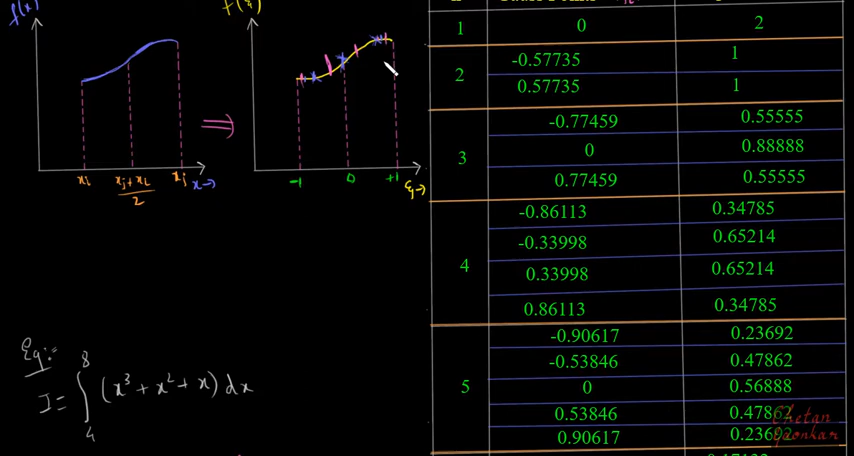 f(x)
xi
xj + xi
2
xj
x→
⇒
-1
0
+1
ξ→
Eg:-
I = ∫₄⁸ (x³ + x² + x) dx
1 0 2
2 -0.57735 1
0.57735 1
3 -0.77459 0.55555
0 0.88888
0.77459 0.55555
4 -0.86113 0.34785
-0.33998 0.65214
0.33998 0.65214
0.86113 0.34785
5 -0.90617 0.23692
-0.53846 0.47862
0 0.56888
0.53846 0.47862
0.90617 0.23692
Chetan